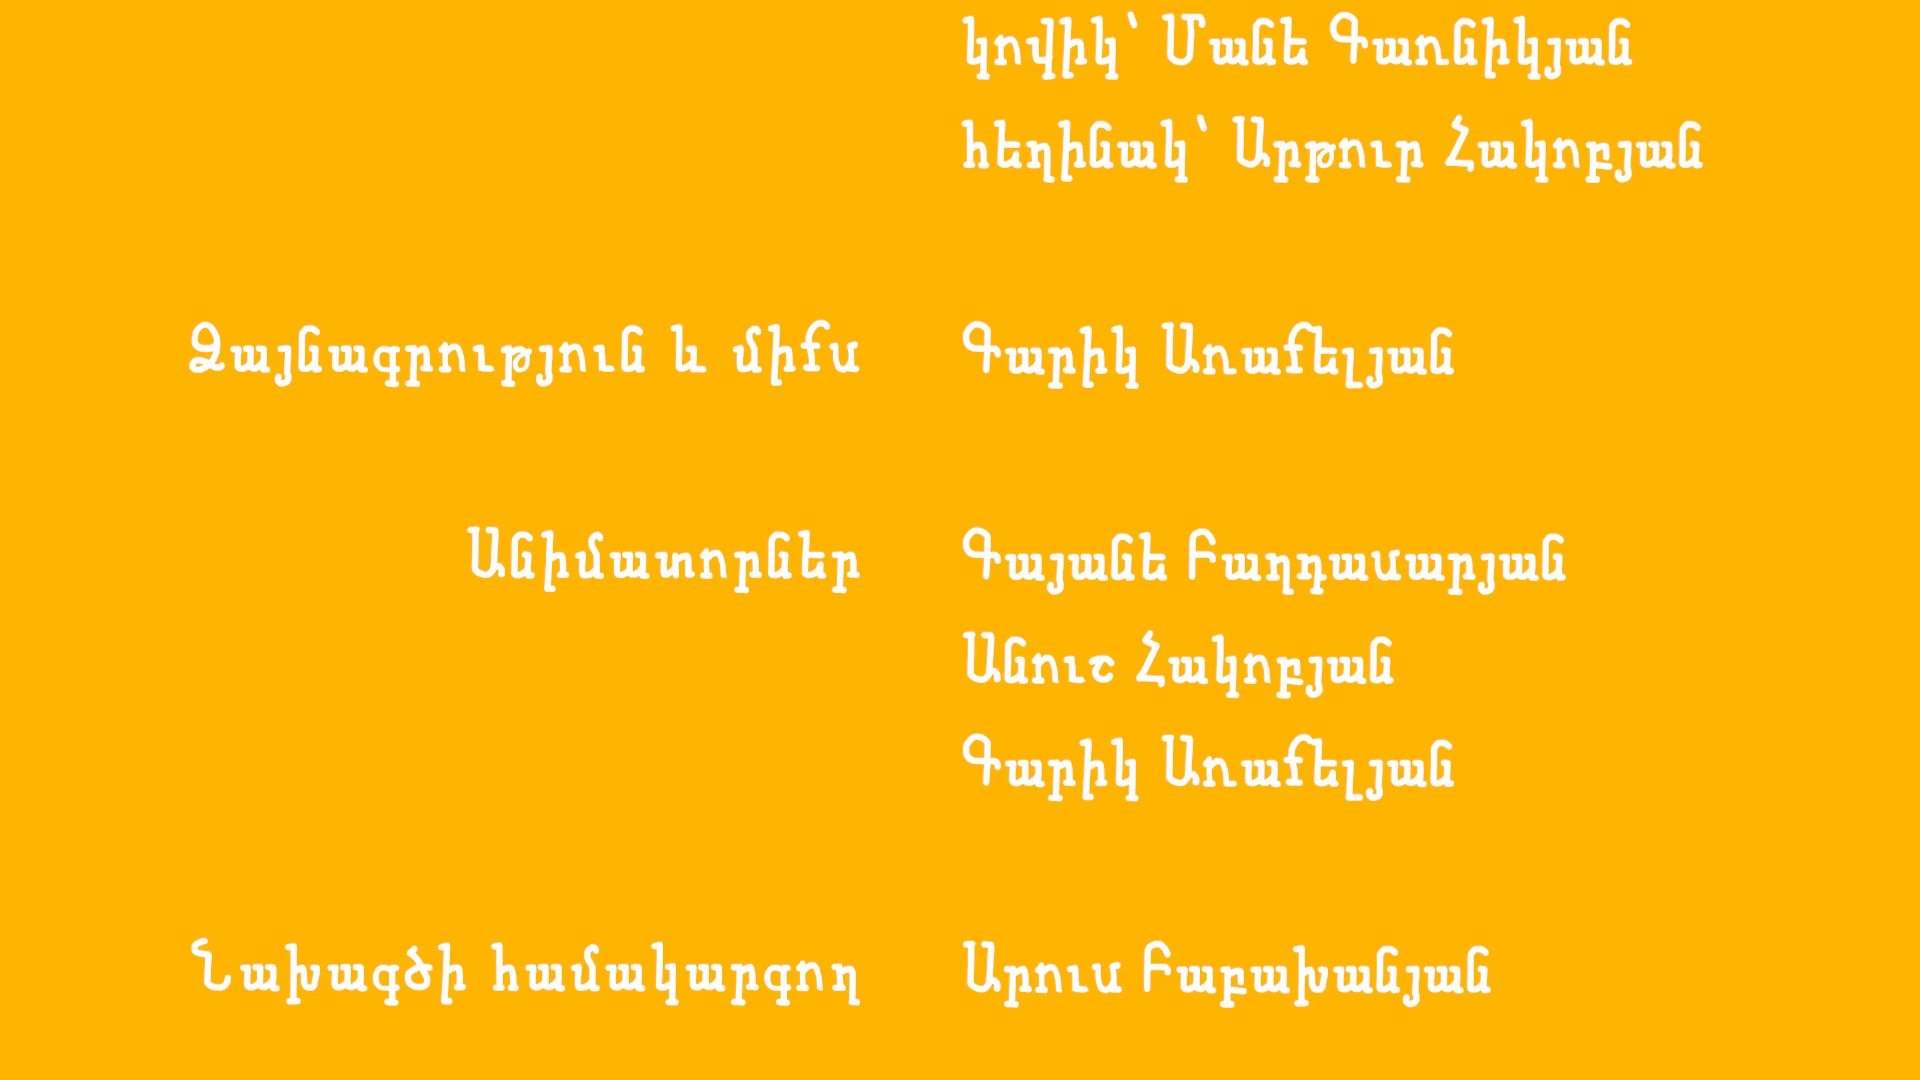 կովիկ՝ Մանե Գառնիկյան
հեղինակ՝ Արթուր Հակոբյան
Ձայնագրություն և միքս Գարիկ Առաքելյան
Անիմատորներ Գայանե Բաղդասարյան
Անուշ Հակոբյան
Գարիկ Առաքելյան
Նախագծի համակարգող Արուս Բաբախանյան